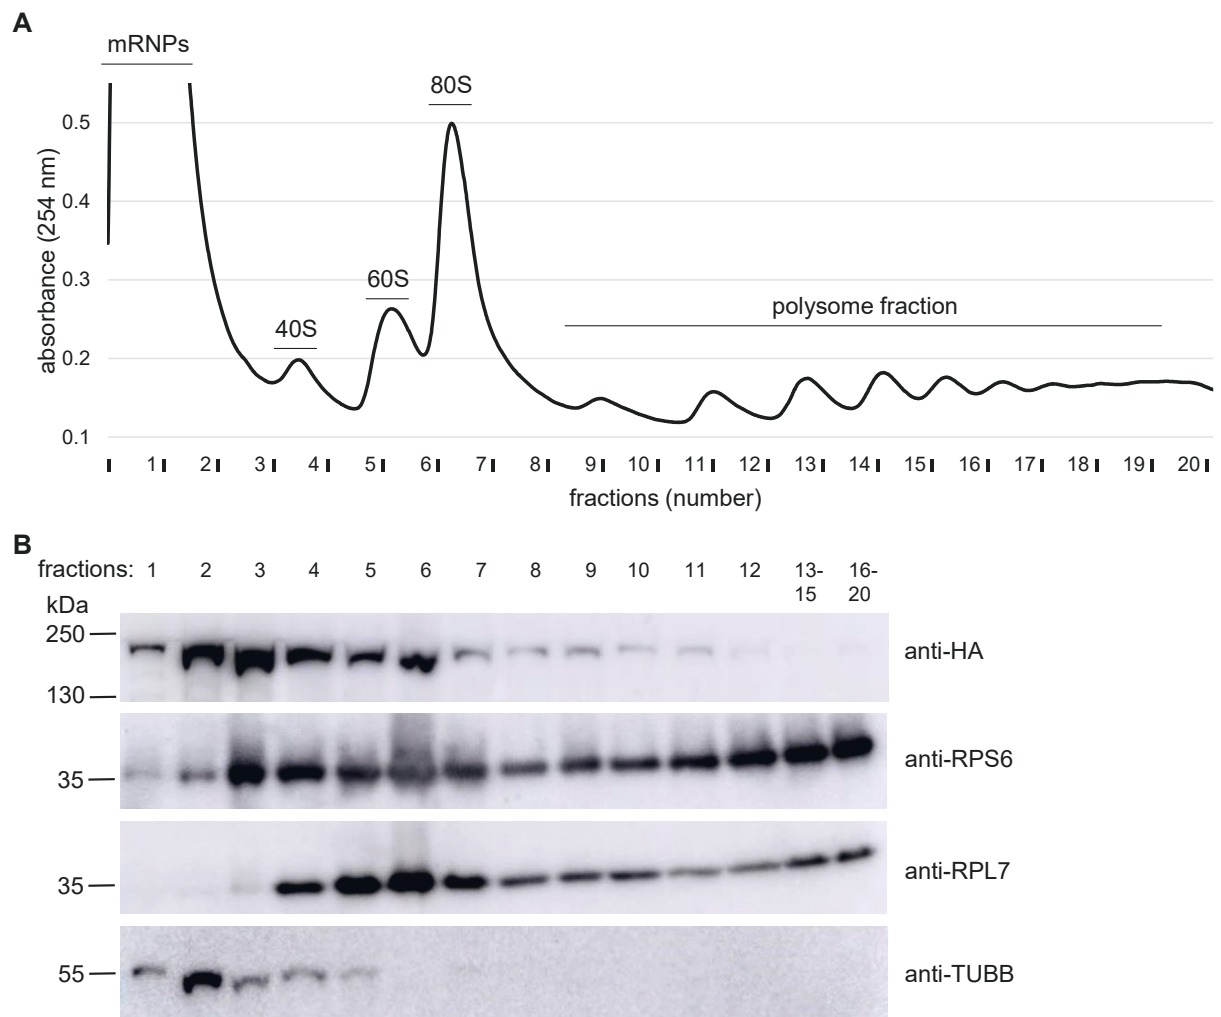 A
mRNPs
80S
60S
40S
polysome fraction
absorbance (254 nm)
0.5
0.4
0.3
0.2
0.1
1 2 3 4 5 6 7 8 9 10 11 12 13 14 15 16 17 18 19 20
fractions (number)
B
fractions: 1 2 3 4 5 6 7 8 9 10 11 12 13- 16-
15 20
kDa
250
130
anti-HA
35
anti-RPS6
35
anti-RPL7
55
anti-TUBB